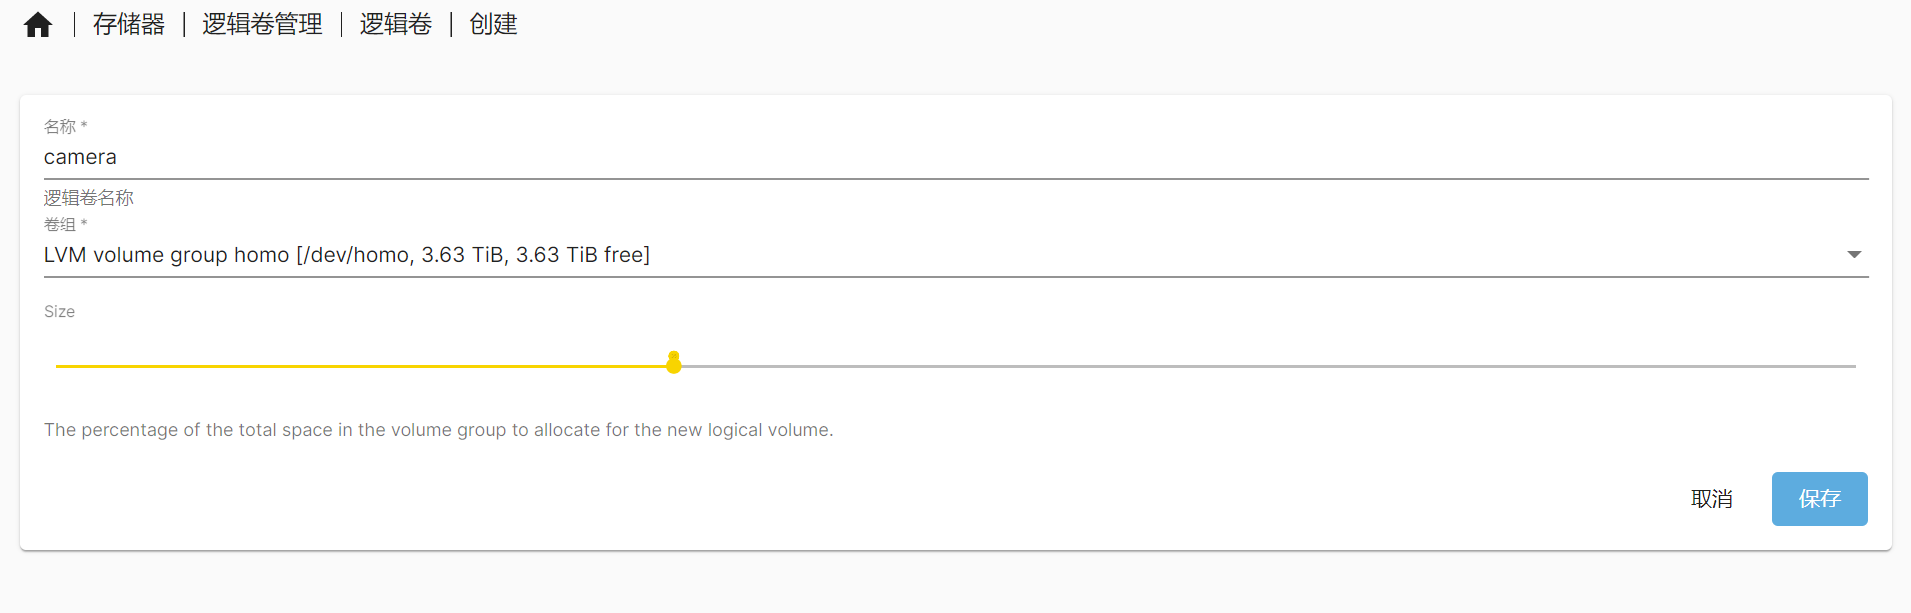 存储器 | 逻辑卷管理 | 逻辑卷 | 创建
名称 *
camera
逻辑卷名称
卷组 *
LVM volume group homo [/dev/homo, 3.63 TiB, 3.63 TiB free]
Size
The percentage of the total space in the volume group to allocate for the new logical volume.
取消 保存